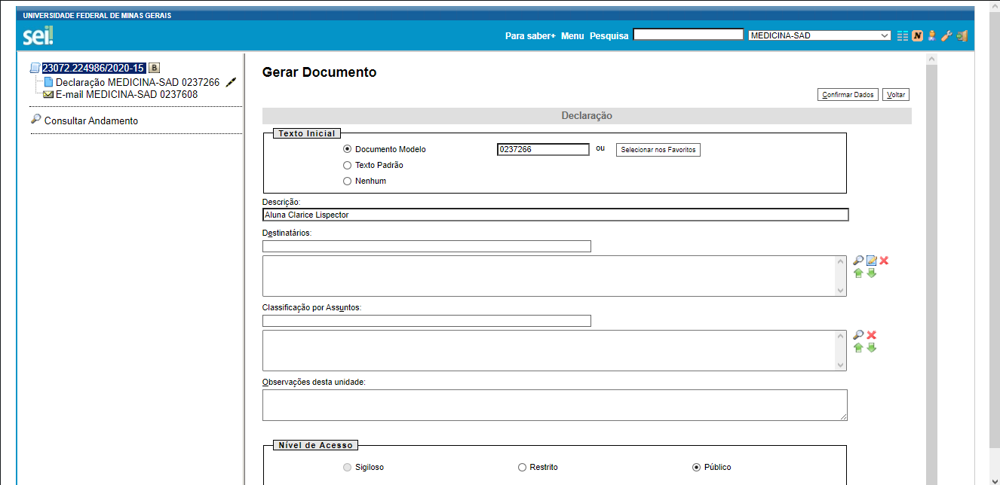 UNIVERSIDADE FEDERAL DE MINAS GERAIS
sei!
Para saber+ Menu Pesquisa MEDICINA-SAD N
23072.224986/2020-15 B
Declaração MEDICINA-SAD 0237266
E-mail MEDICINA-SAD 0237608
Consultar Andamento
Gerar Documento
Confirmar Dados Voltar
Declaração
Texto Inicial
Documento Modelo 0237266 ou Selecionar nos Favoritos
Texto Padrão
Nenhum
Descrição:
Aluna Clarice Lispector
Destinatários:
Classificação por Assuntos:
Observações desta unidade:
Nível de Acesso
Sigiloso Restrito Público